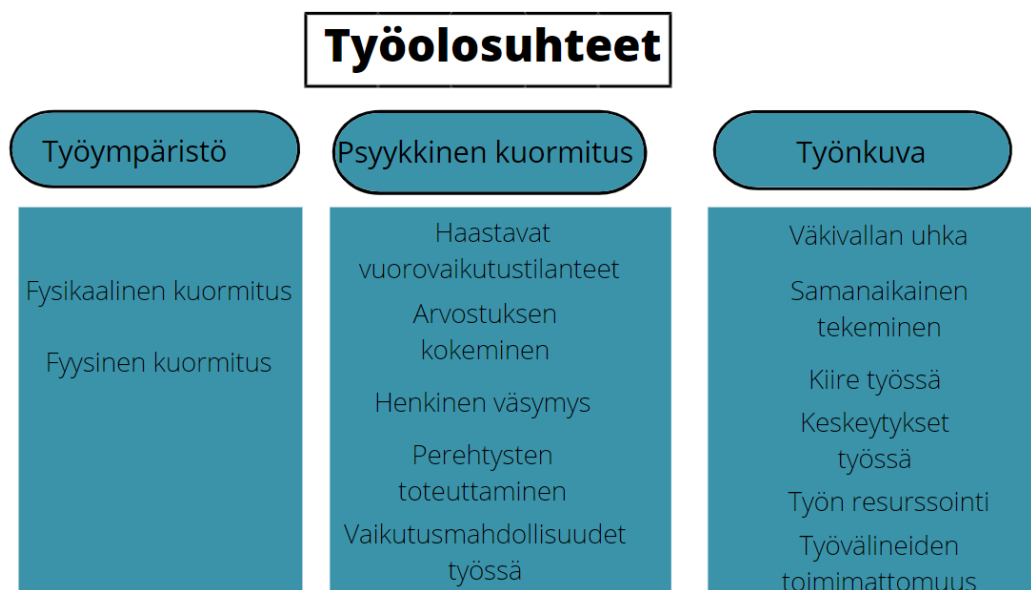 Työolosuhteet
Työympäristö
Fysikaalinen kuormitus
Fyysinen kuormitus
Psyykkinen kuormitus
Haastavat
vuorovaikutustilanteet
Arvostuksen
kokeminen
Henkinen väsymys
Perehtysten
toteuttaminen
Vaikutusmahdollisuudet
työssä
Työnkuva
Väkivallan uhka
Samanaikainen
tekeminen
Kiire työssä
Keskeytykset
työssä
Työn resurssointi
Työvälineiden
toimimattomuus